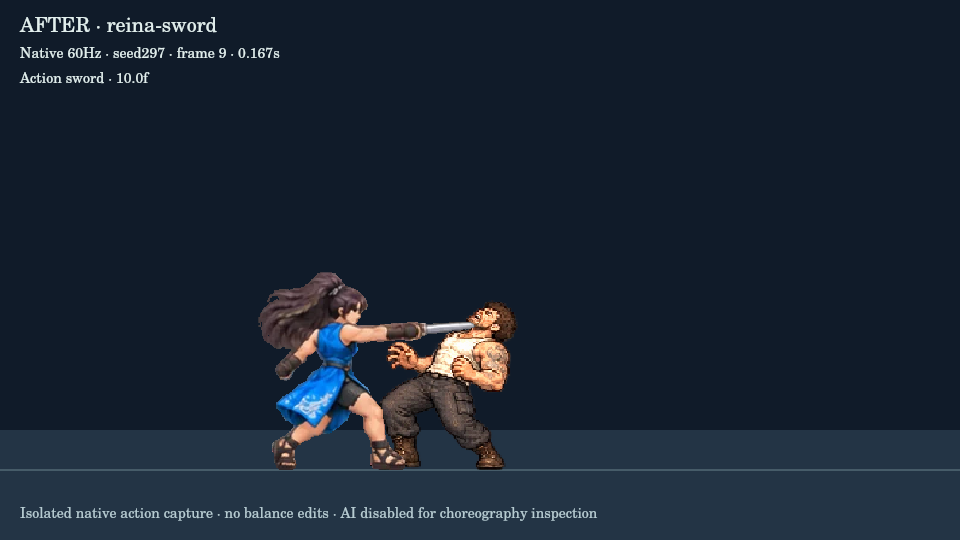 AFTER · reina-sword
Native 60Hz · seed297 · frame 9 · 0.167s
Action sword · 10.0f
Isolated native action capture · no balance edits · AI disabled for choreography inspection